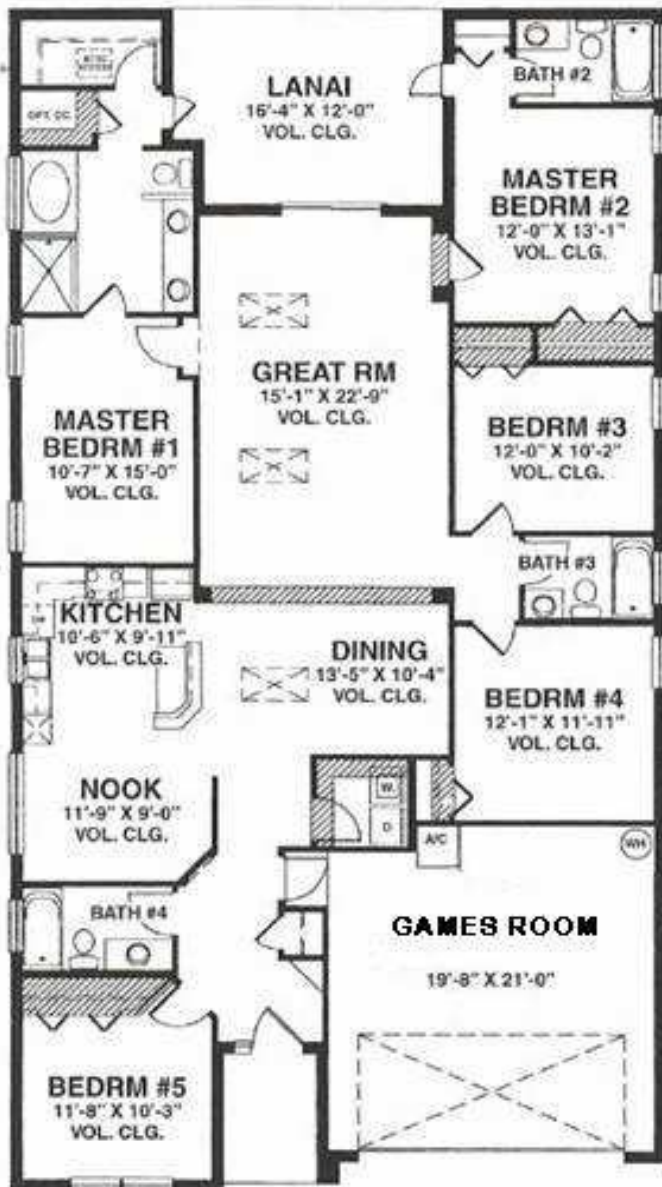 LANAI
16'-4" X 12'-0"
VOL. CLG.
BATH #2
OPT. DC.
MASTER
BEDRM #2
12'-0" X 13'-1"
VOL. CLG.
GREAT RM
15'-1" X 22'-9"
VOL. CLG.
MASTER
BEDRM #1
10'-7" X 15'-0"
VOL. CLG.
BEDRM #3
12'-0" X 10'-2"
VOL. CLG.
BATH #3
KITCHEN
10'-6" X 9'-11"
VOL. CLG.
DINING
13'-5" X 10'-4"
VOL. CLG.
BEDRM #4
12'-1" X 11'-11"
VOL. CLG.
NOOK
11'-9" X 9'-0"
VOL. CLG.
W.
D.
A/C
WH
BATH #4
GAMES ROOM
19'-8" X 21'-0"
BEDRM #5
11'-8" X 10'-3"
VOL. CLG.